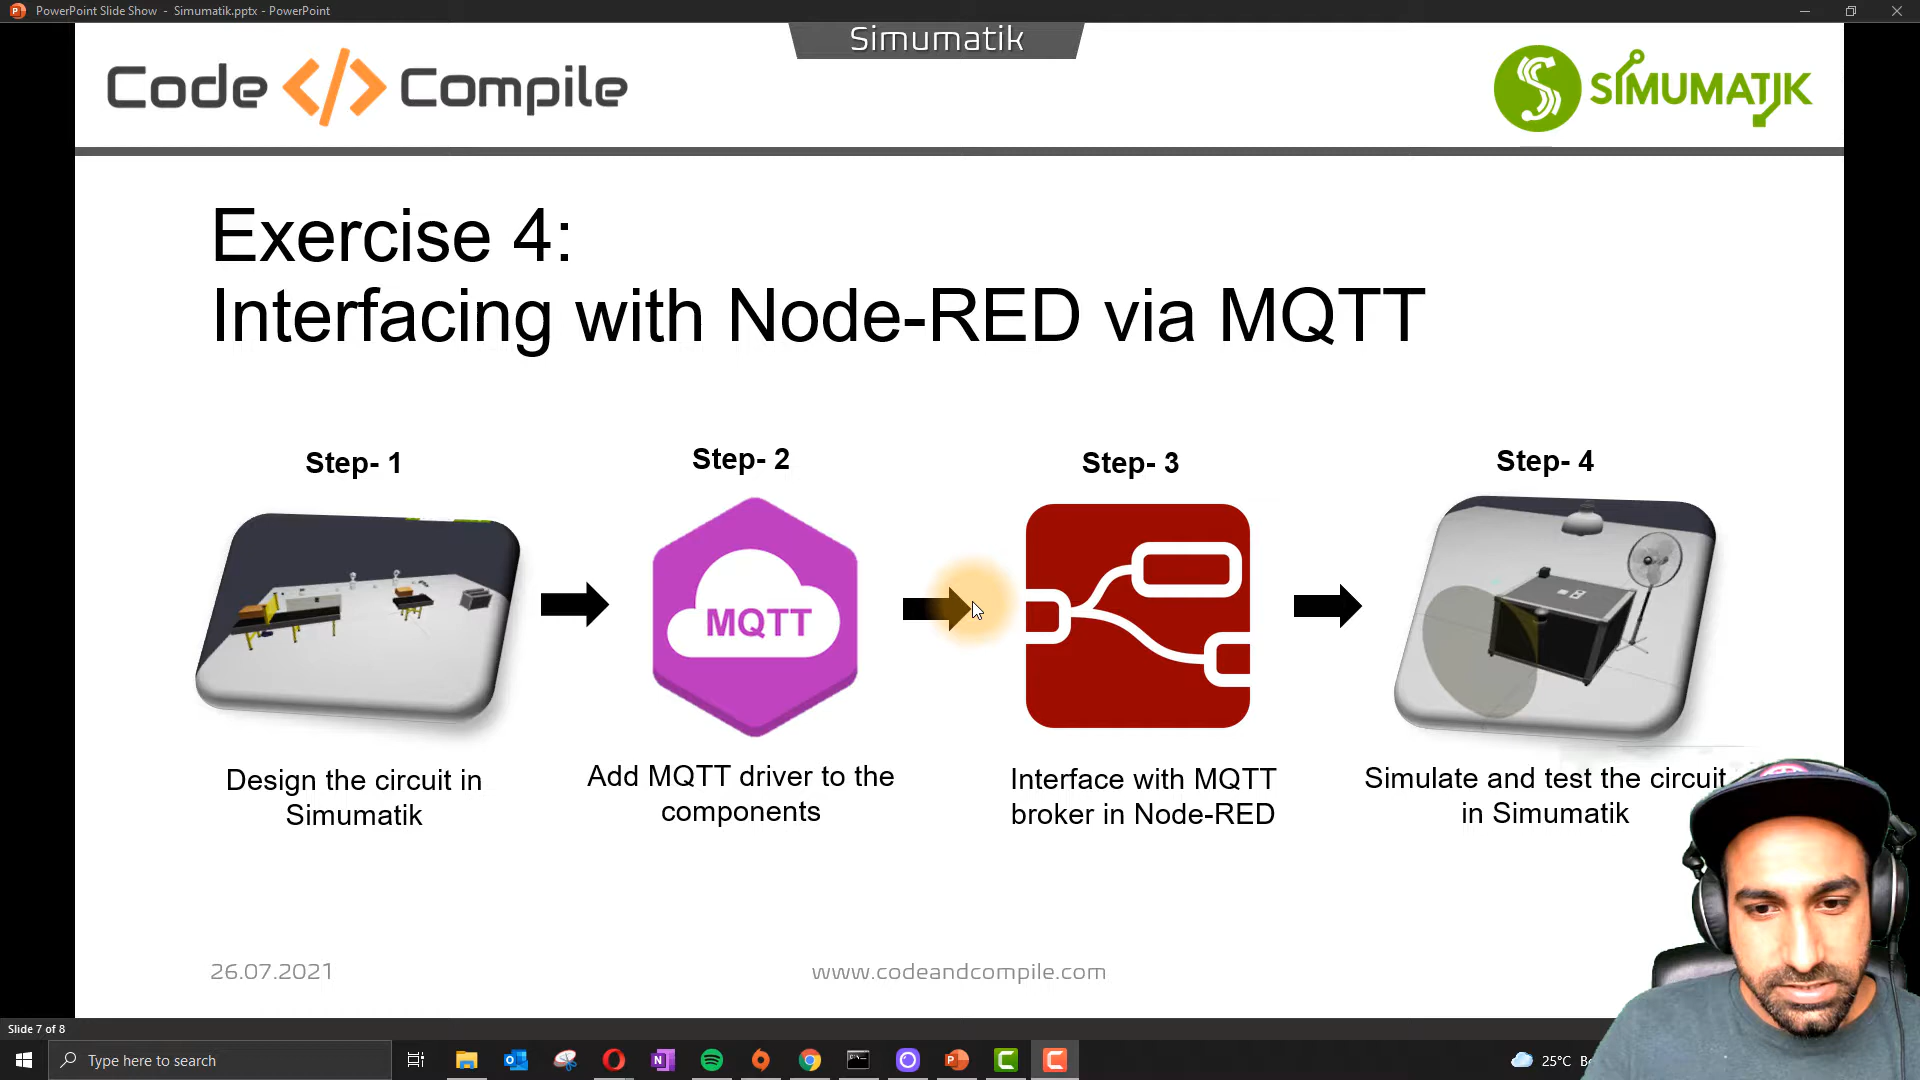 PowerPoint Slide Show - Simumatik.pptx - PowerPoint
Simumatik
Code </> Compile
SIMUMATIK
Exercise 4:
Interfacing with Node-RED via MQTT
Step- 1
Step- 2
Step- 3
Step- 4
MQTT
Design the circuit in
Simumatik
Add MQTT driver to the
components
Interface with MQTT
broker in Node-RED
Simulate and test the circuit
in Simumatik
26.07.2021
www.codeandcompile.com
Slide 7 of 8
Type here to search
25°C